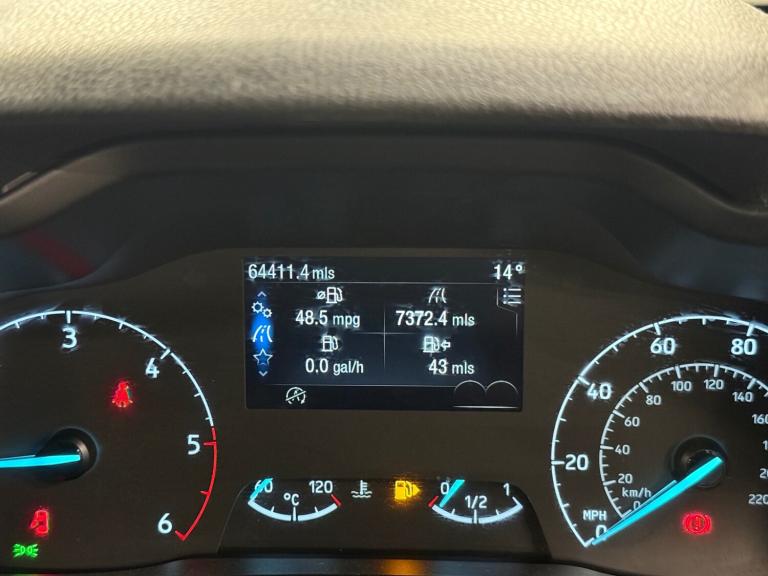 64411.4 mls 14°
48.5 mpg 7372.4 mls
0.0 gal/h 43 mls
3
4
5
6
60 °C 120
0 1/2 1
0 20 40 60 80
MPH
km/h
0 20 40 60 80 100 120 140
220